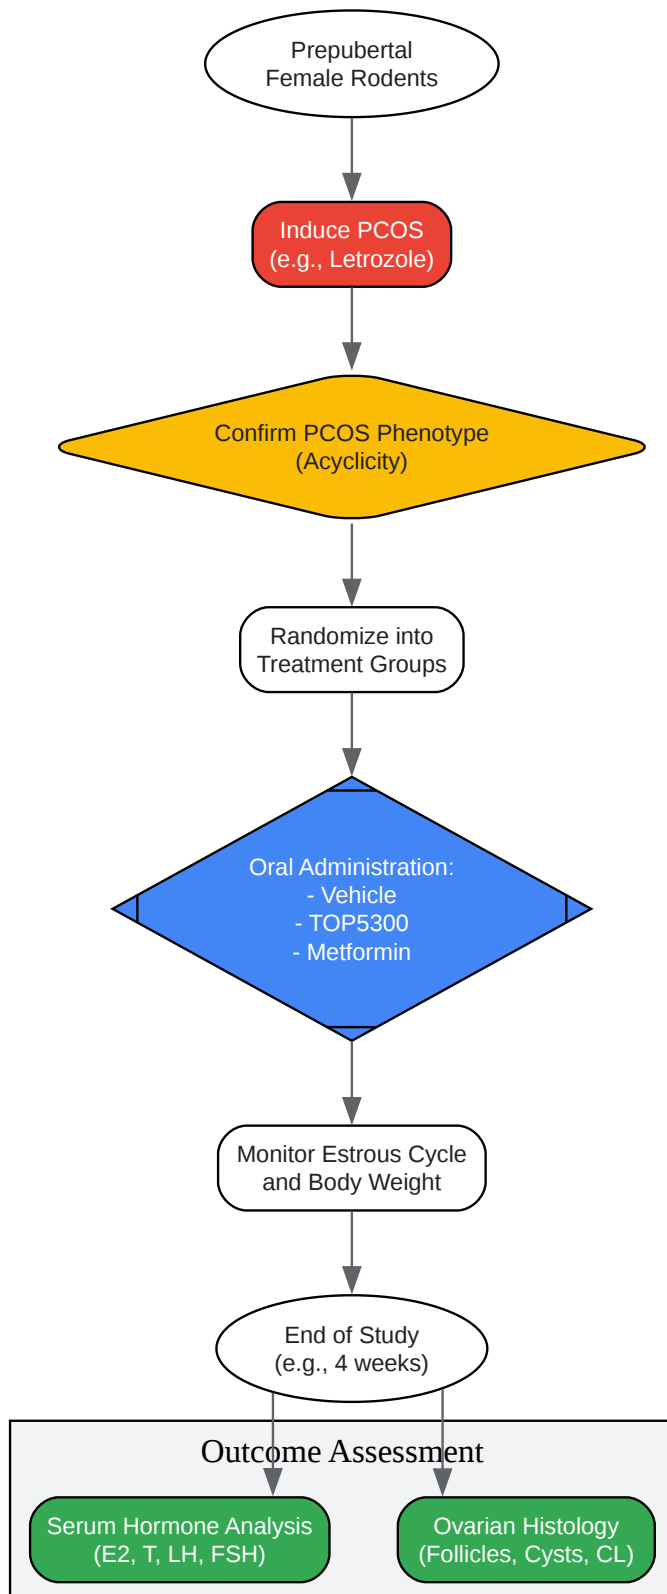 Prepubertal
Female Rodents
Induce PCOS
(e.g., Letrozole)
Confirm PCOS Phenotype
(Acyclicity)
Randomize into
Treatment Groups
Oral Administration:
- Vehicle
- TOP5300
- Metformin
Monitor Estrous Cycle
and Body Weight
End of Study
(e.g., 4 weeks)
Outcome Assessment
Serum Hormone Analysis
(E2, T, LH, FSH)
Ovarian Histology
(Follicles, Cysts, CL)